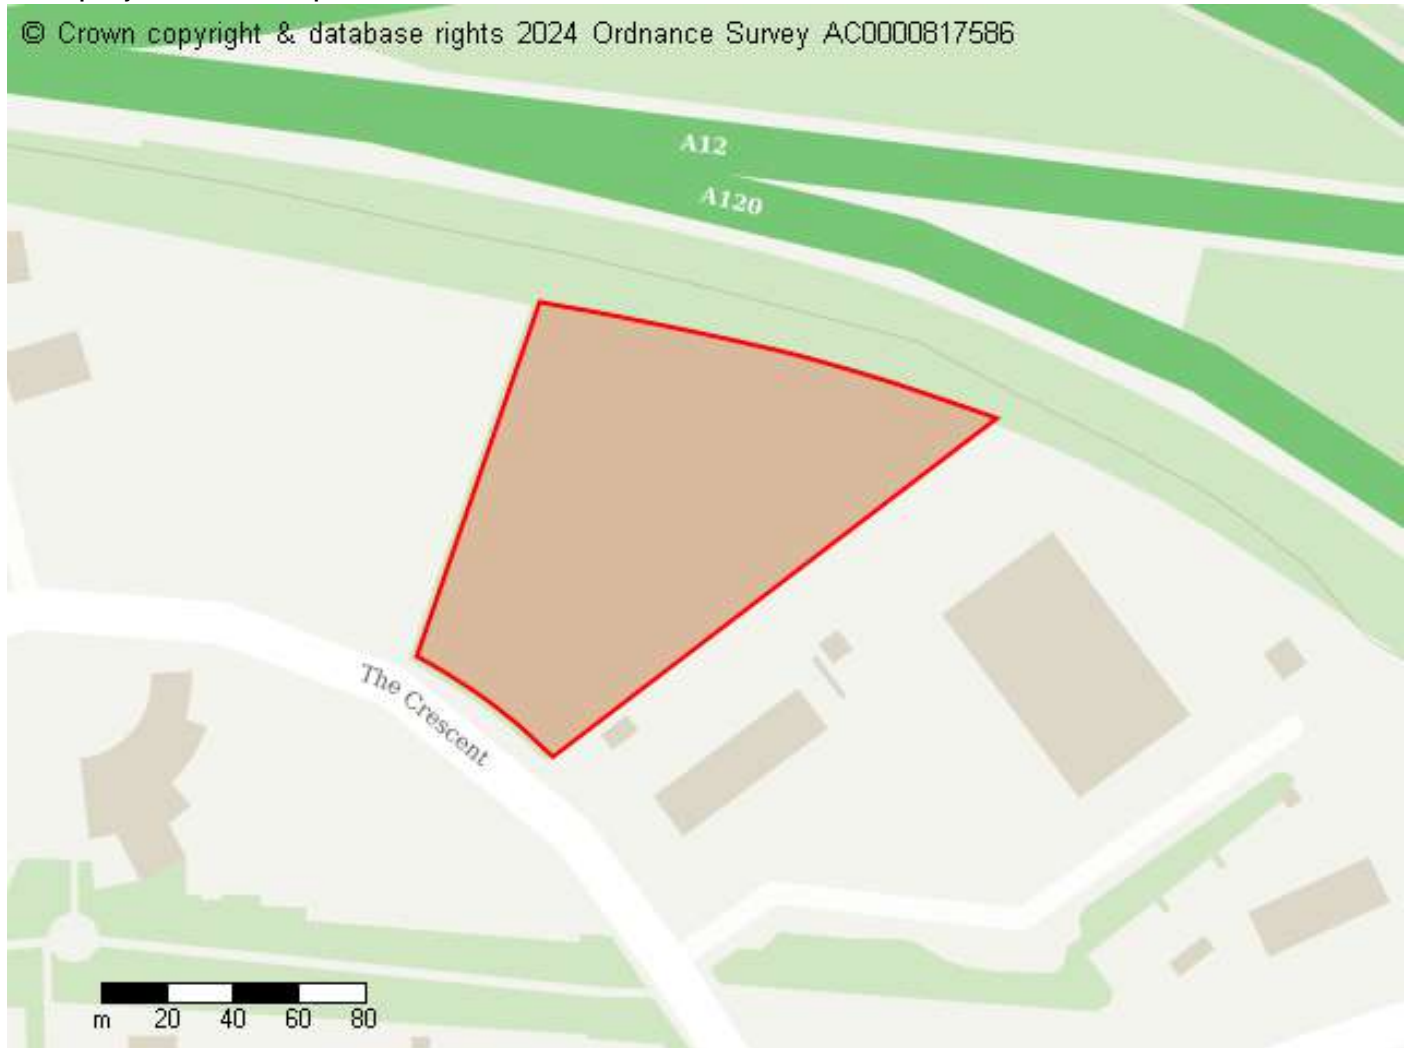 © Crown copyright & database rights 2024 Ordnance Survey AC0000817586
A12
A120
The Crescent
m 20 40 60 80